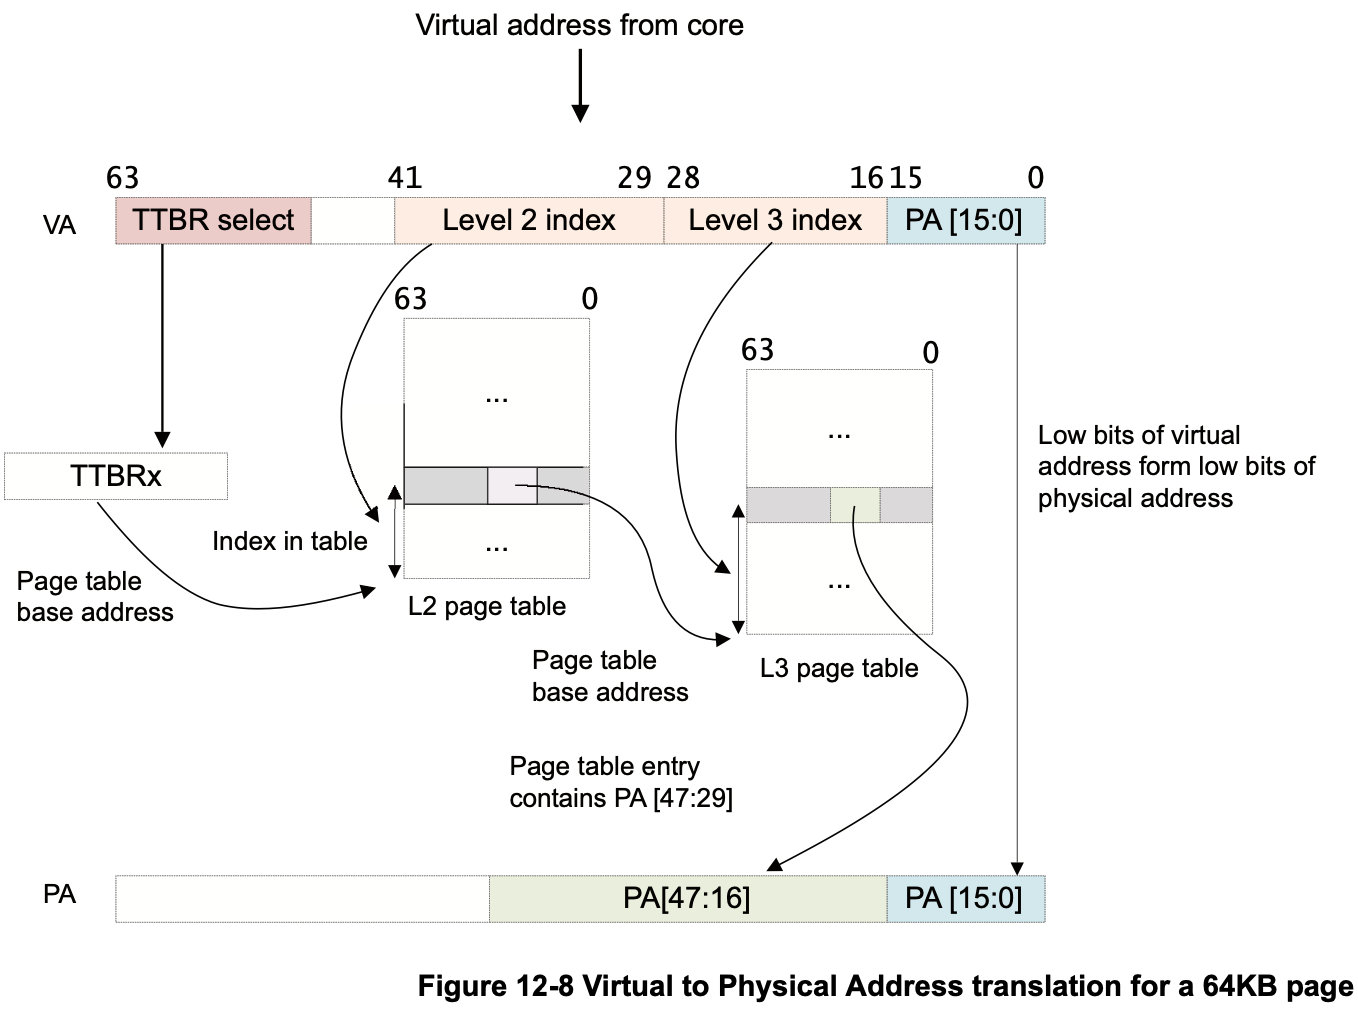 Virtual address from core
63 41 29 28 16 15 0
VA TTBR select Level 2 index Level 3 index PA [15:0]
63 0
...
63 0
...
TTBRx
Index in table
...
Page table
base address
L2 page table
...
L3 page table
Page table
base address
Low bits of virtual
address form low bits of
physical address
Page table entry
contains PA [47:29]
PA PA[47:16] PA [15:0]
Figure 12-8 Virtual to Physical Address translation for a 64KB page